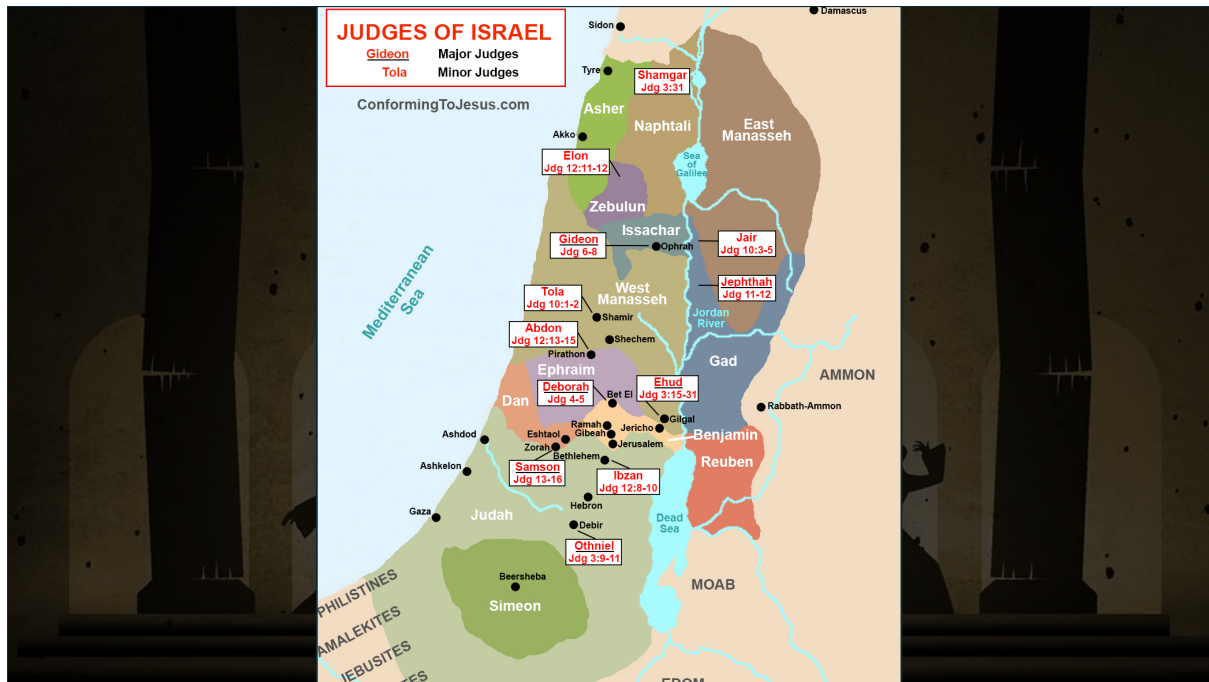 JUDGES OF ISRAEL
Gideon Major Judges
Tola Minor Judges
ConformingToJesus.com
Damascus
Sidon
Tyre
Shamgar
Jdg 3:31
Asher
Naphtali
East
Manasseh
Akko
Elon
Jdg 12:11-12
Sea
of
Galilee
Zebulun
Issachar
Gideon
Jdg 6-8
Ophrah
Jair
Jdg 10:3-5
Mediterranean
Sea
Tola
Jdg 10:1-2
West
Manasseh
Jephthah
Jdg 11-12
Shamir
Jordan
River
Abdon
Jdg 12:13-15
Shechem
Pirathon
Ephraim
Gad
AMMON
Dan
Deborah
Jdg 4-5
Bet El
Ehud
Jdg 3:15-31
Rabbath-Ammon
Gilgal
Ramah
Jericho
Gibeah
Benjamin
Ashdod
Eshtaol
Zorah
Jerusalem
Bethlehem
Reuben
Ashkelon
Samson
Jdg 13-16
Ibzan
Jdg 12:8-10
Hebron
Gaza
Judah
Debir
Dead
Sea
Othniel
Jdg 3:9-11
Beersheba
Simeon
MOAB
PHILISTINES
AMALEKITES